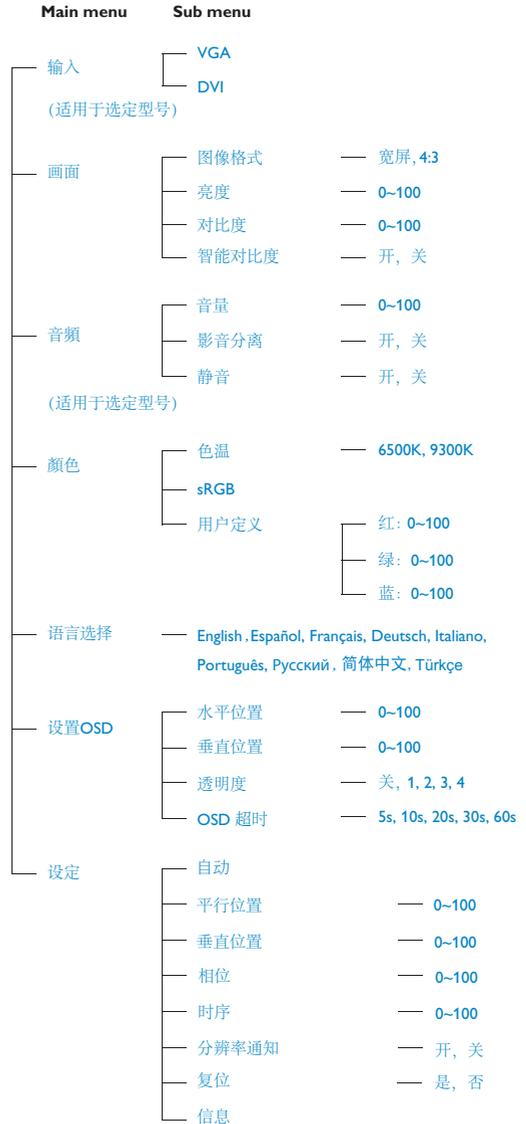 Main menu Sub menu
VGA
输入
DVI
(适用于选定型号)
图像格式 宽屏, 4:3
画面
亮度 0~100
对比度 0~100
智能对比度 开，关
音量 0~100
音頻
影音分离 开，关
静音 开，关
(适用于选定型号)
色温 6500K, 9300K
顏色
sRGB
用户定义 红: 0~100
绿: 0~100
蓝: 0~100
语言选择 English , Español, Français, Deutsch, Italiano,
Português, Русский , 简体中文, Türkçe
水平位置 0~100
设置OSD
垂直位置 0~100
透明度 关, 1, 2, 3, 4
OSD 超时 5s, 10s, 20s, 30s, 60s
自动
设定
平行位置 0~100
垂直位置 0~100
相位 0~100
时序 0~100
分辨率通知 开，关
复位 是，否
信息